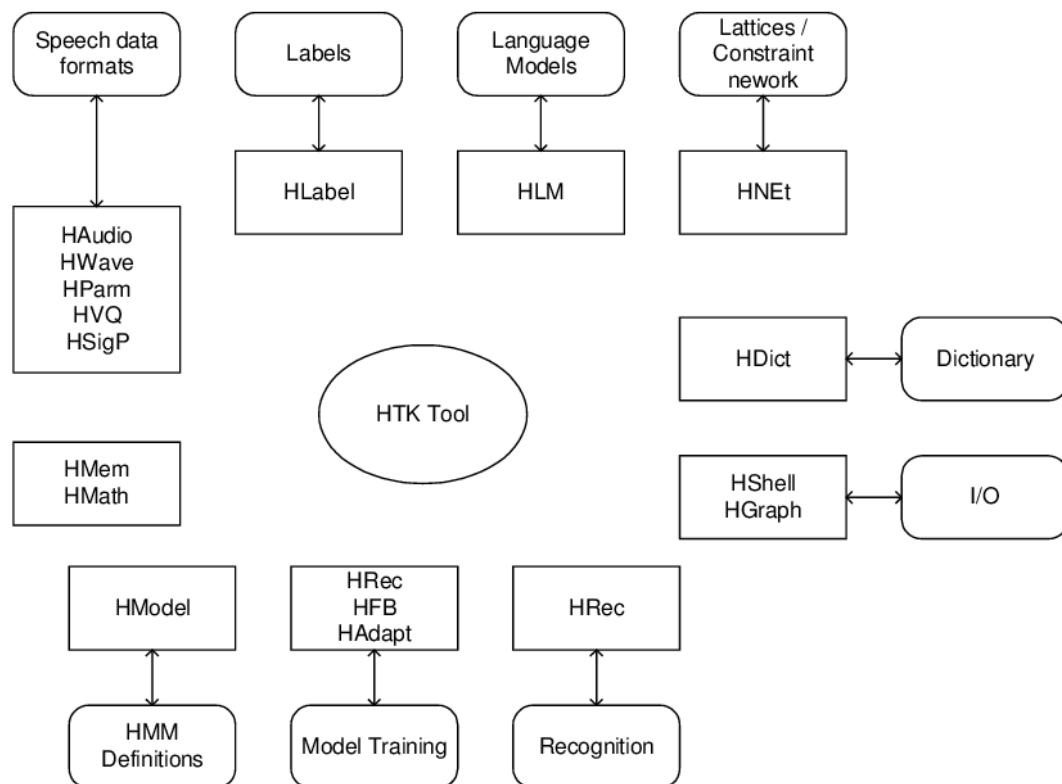 Speech data
formats
Labels
Language
Models
Lattices /
Constraint
nework
HLabel
HLM
HNEt
HAudio
HWave
HParm
HVQ
HSigP
HDict
Dictionary
HTK Tool
HMem
HMath
HShell
HGraph
I/O
HModel
HRec
HFB
HAdapt
HRec
HMM
Definitions
Model Training
Recognition